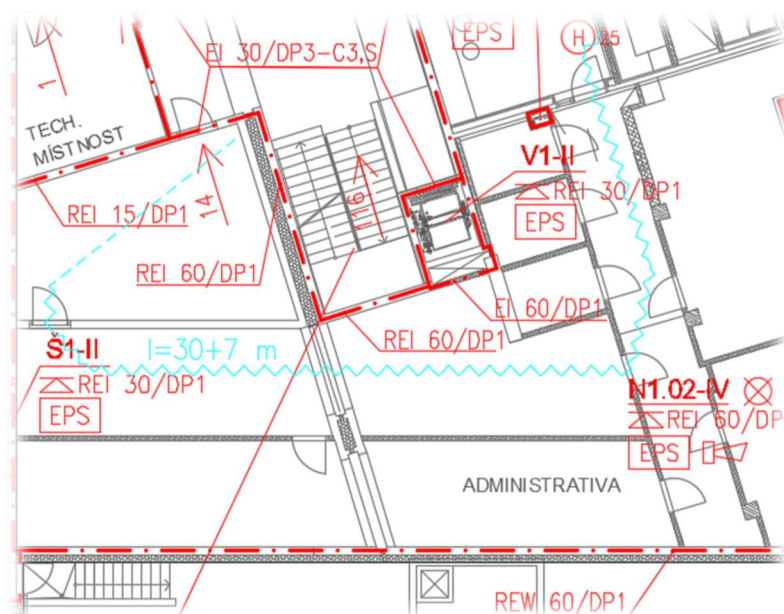 EI 30/DP3-C3,S
EPS
H 25
1
TECH.
MÍSTNOST
14
REI 15/DP1
REI 60/DP1
116
V1-II
REI 30/DP1
EPS
EI 60/DP1
REI 60/DP1
S1-II
l=30+7 m
REI 30/DP1
EPS
N1.02-IV
REI 60/DP
EPS
ADMINISTRATIVA
REW 60/DP1